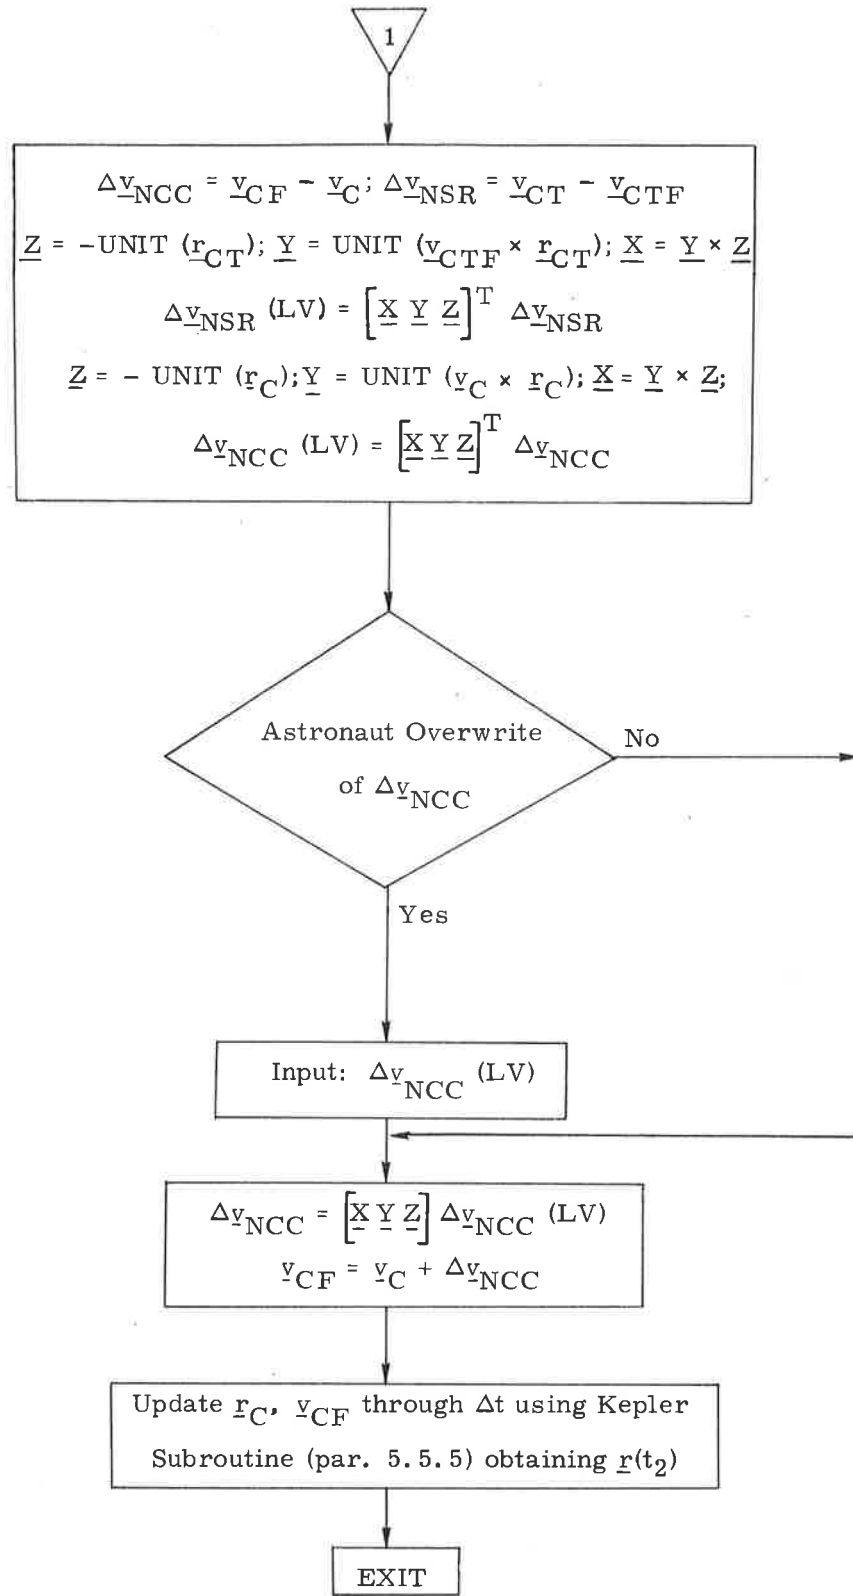 1
Δv_NCC = v_CF − v_C; Δv_NSR = v_CT − v_CTF
Z = -UNIT (r_CT); Y = UNIT (v_CTF × r_CT); X = Y × Z
Δv_NSR (LV) = [X Y Z]^T Δv_NSR
Z = - UNIT (r_C); Y = UNIT (v_C × r_C); X = Y × Z;
Δv_NCC (LV) = [X Y Z]^T Δv_NCC
Astronaut Overwrite
of Δv_NCC
No
Yes
Input: Δv_NCC (LV)
Δv_NCC = [X Y Z] Δv_NCC (LV)
v_CF = v_C + Δv_NCC
Update r_C, v_CF through Δt using Kepler
Subroutine (par. 5.5.5) obtaining r(t_2)
EXIT